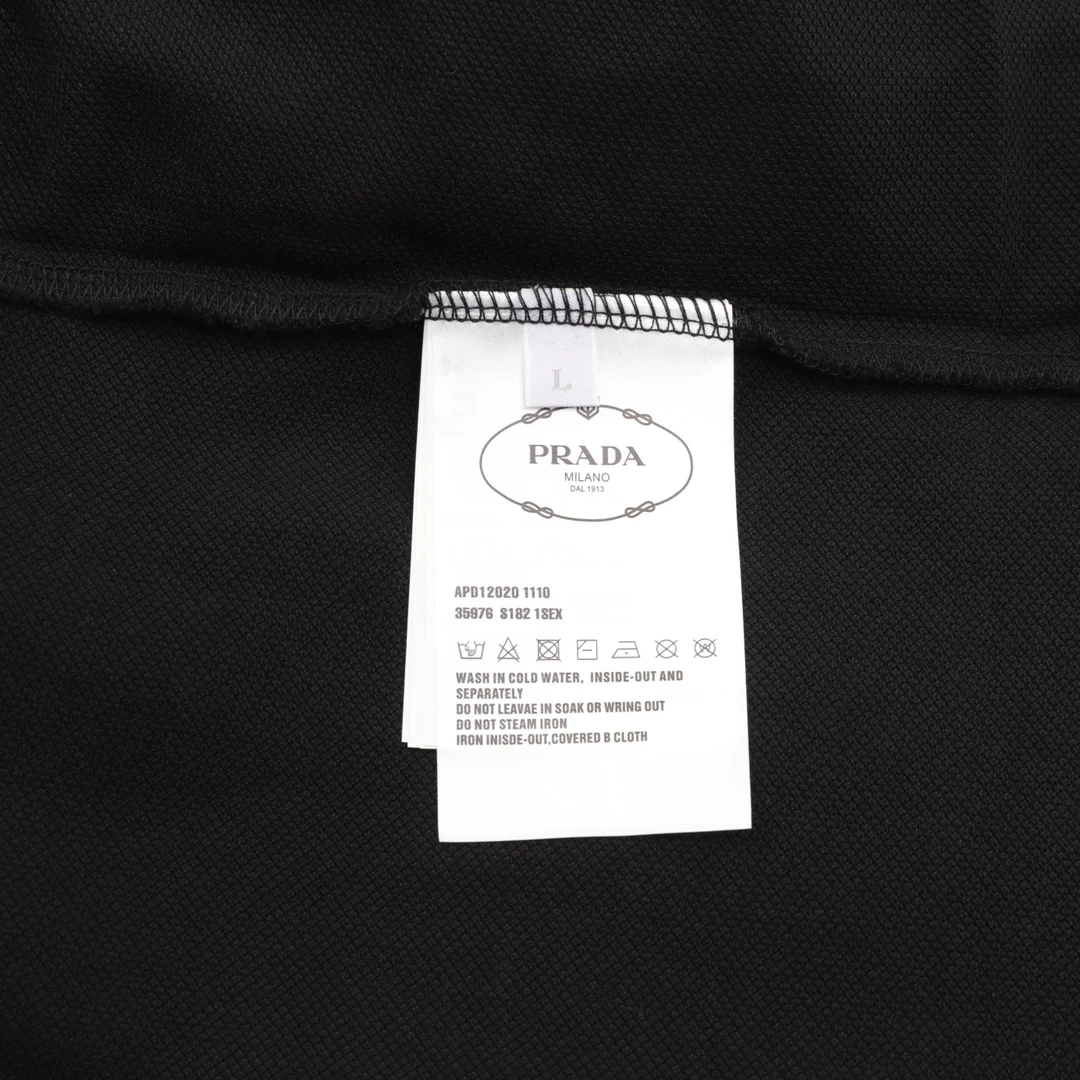 L
PRADA
MILANO
DAL 1913
APD12020 1110
35976 S182 1SEX
WASH IN COLD WATER, INSIDE-OUT AND
SEPARATELY
DO NOT LEAVAE IN SOAK OR WRING OUT
DO NOT STEAM IRON
IRON INISDE-OUT,COVERED B CLOTH